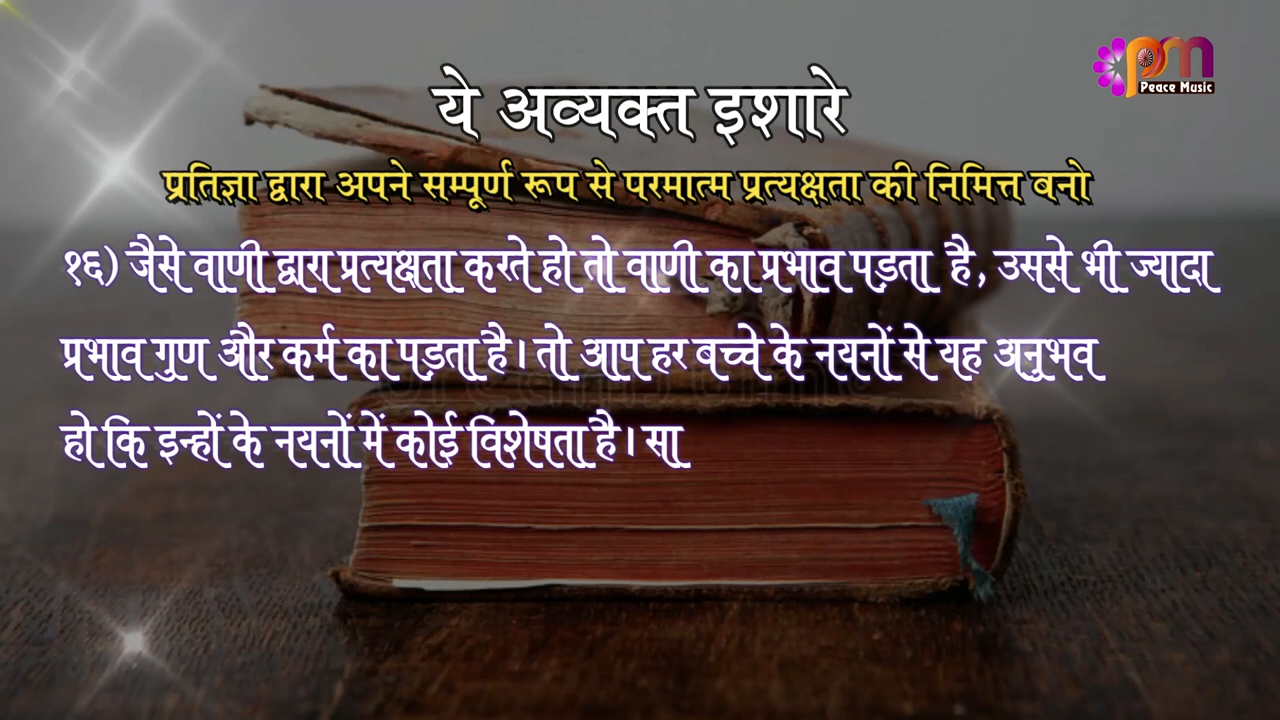 Peace Music
ये अव्यक्त इशारे
प्रतिज्ञा द्वारा अपने सम्पूर्ण रूप से परमात्म प्रत्यक्षता की निमित्त बनो
१६) जैसे वाणी द्वारा प्रत्यक्षता करते हो तो वाणी का प्रभाव पड़ता है, उससे भी ज्यादा
प्रभाव गुण और कर्म का पड़ता है। तो आप हर बच्चे के नयनों से यह अनुभव
हो कि इन्हों के नयनों में कोई विशेषता है। सा